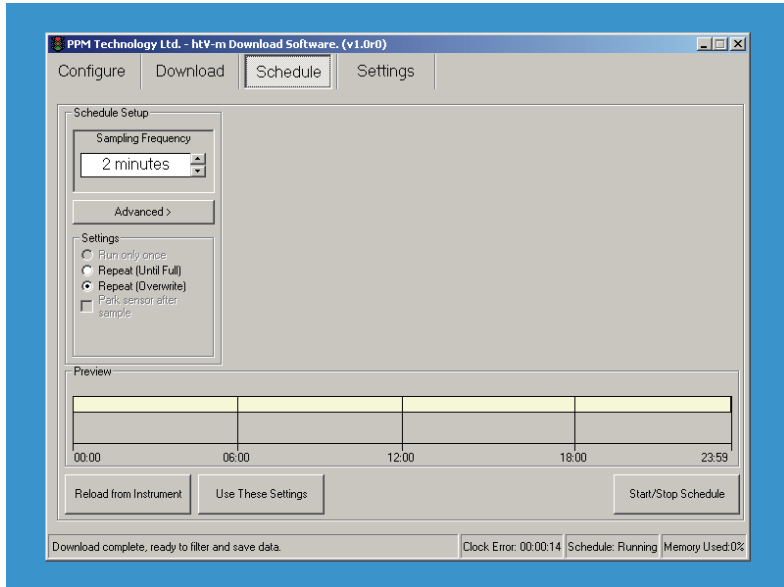 PPM Technology Ltd. - htV-m Download Software. (v1.0r0)
Configure Download Schedule Settings
Schedule Setup
Sampling Frequency
2 minutes
Advanced >
Settings
Run only once
Repeat (Until Full)
Repeat (Overwrite)
Park sensor after
sample
Preview
00:00 06:00 12:00 18:00 23:59
Reload from Instrument Use These Settings Start/Stop Schedule
Download complete, ready to filter and save data. Clock Error: 00:00:14 Schedule: Running Memory Used:0%